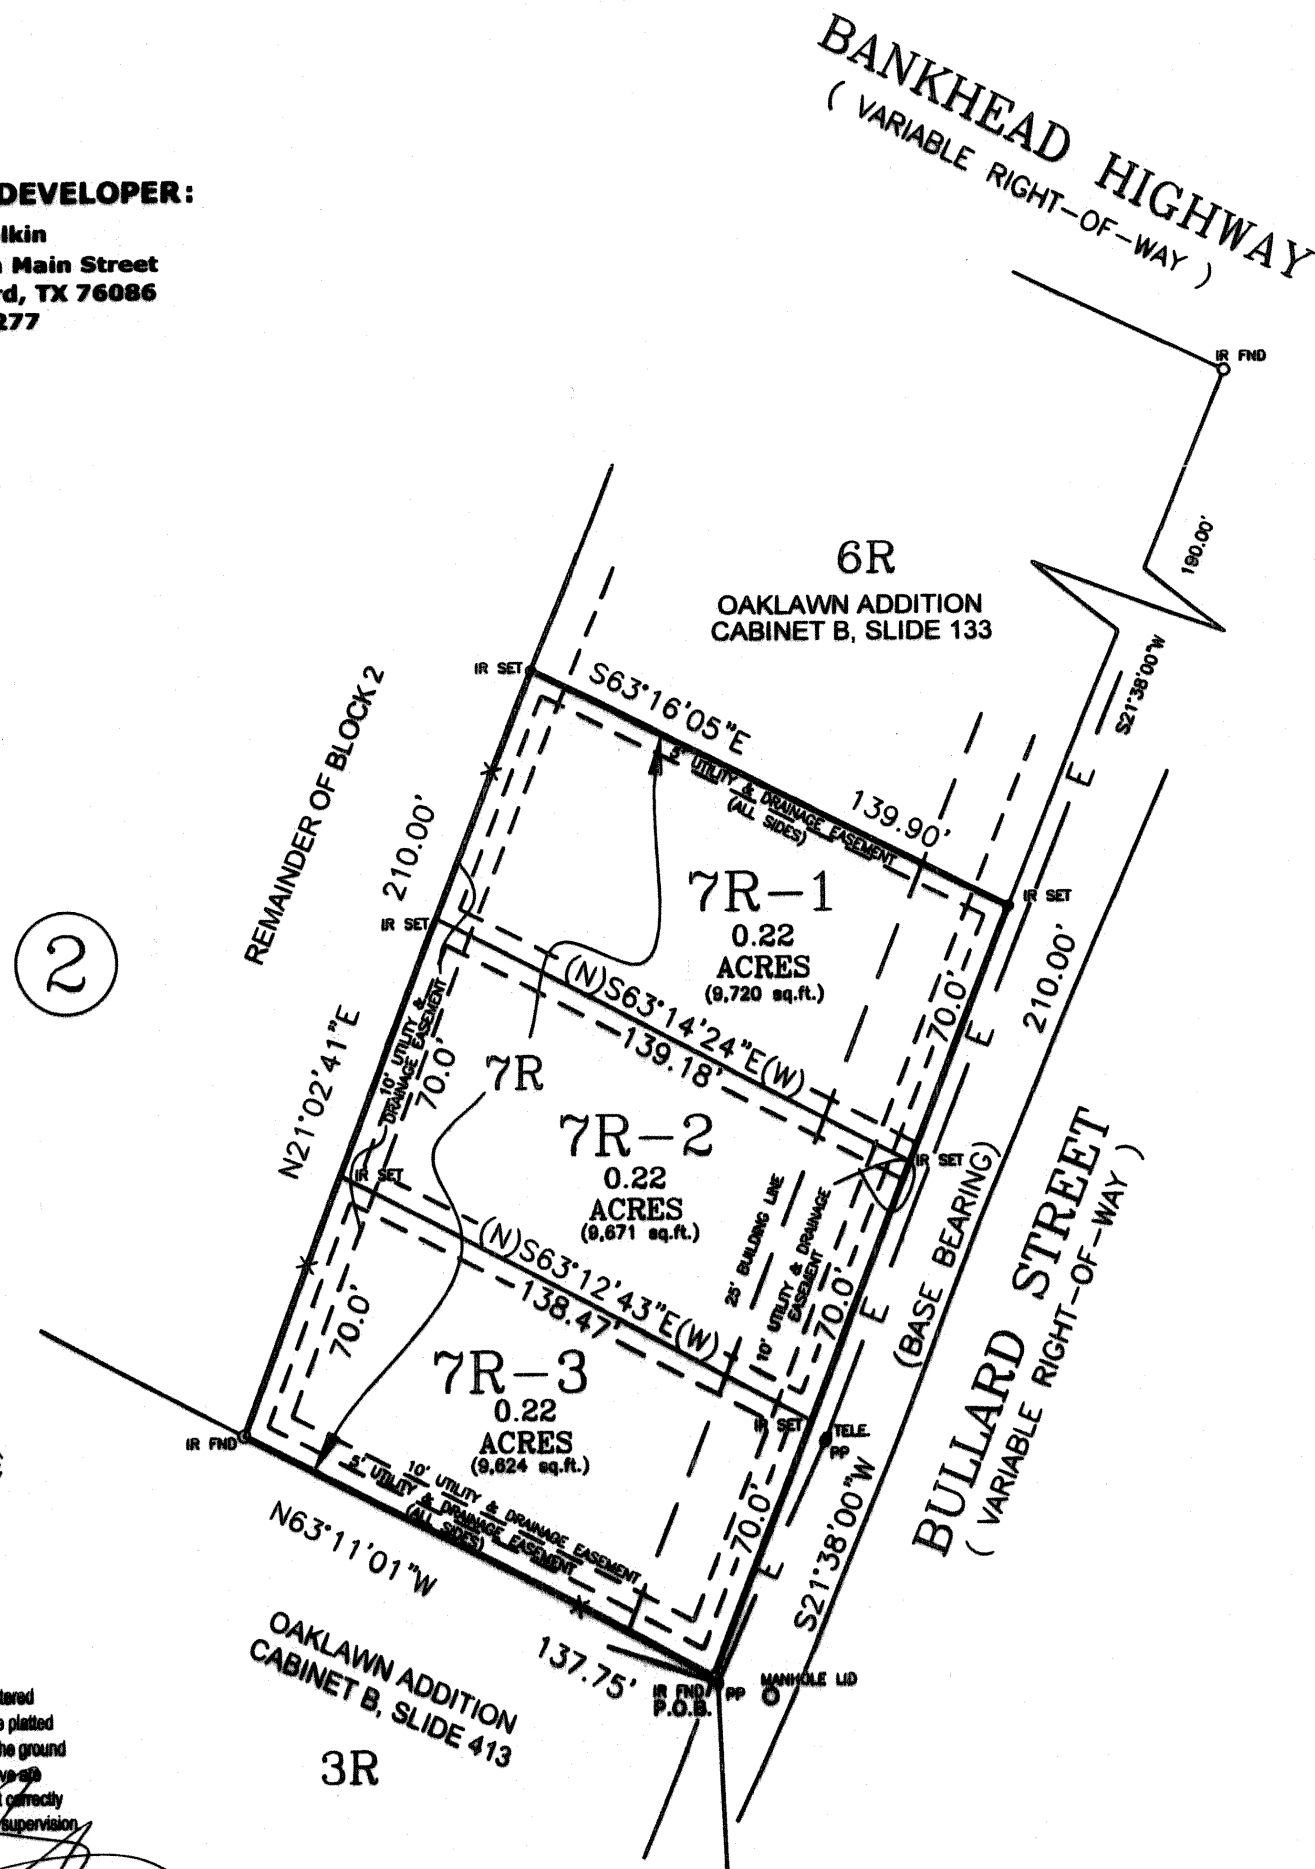 BANKHEAD HIGHWAY
( VARIABLE RIGHT-OF-WAY )
DEVELOPER:
lkin
Main Street
rd, TX 76086
277
IR FND
190.00'
6R
OAKLAWN ADDITION
CABINET B, SLIDE 133
S21°38'00"W
IR SET
S63°16'05"E
5' UTILITY & DRAINAGE EASEMENT
(ALL SIDES)
139.90'
REMAINDER OF BLOCK 2
210.00'
7R-1
0.22
ACRES
(9,720 sq.ft.)
IR SET
E
2
IR SET
(N)S63°14'24"E(W)
139.18'
70.0'
E
210.00'
N21°02'41"E
10' UTILITY &
DRAINAGE EASEMENT
70.0'
7R
7R-2
0.22
ACRES
(9,671 sq.ft.)
IR SET
IR SET
(N)S63°12'43"E(W)
138.47'
25' BUILDING LINE
10' UTILITY & DRAINAGE
EASEMENT
70.0'
E
(BASE BEARING)
BULLARD STREET
( VARIABLE RIGHT-OF-WAY )
70.0'
7R-3
0.22
ACRES
(9,624 sq.ft.)
IR SET
TELE.
PP
IR FND
10' UTILITY & DRAINAGE EASEMENT
5' UTILITY & DRAINAGE EASEMENT
(ALL SIDES)
70.0'
E
S21°38'00"W
N63°11'01"W
137.75'
OAKLAWN ADDITION
CABINET B, SLIDE 413
3R
IR FND/
P.O.B.
PP
MANHOLE LID
tered
platted
he ground
ve are
t correctly
supervision